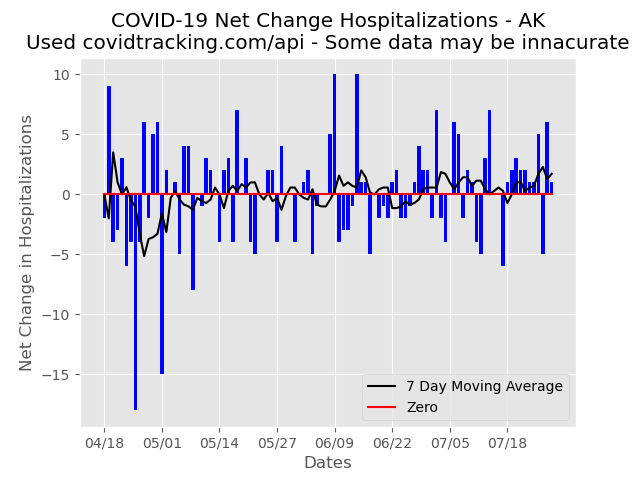 COVID-19 Net Change Hospitalizations - AK
Used covidtracking.com/api - Some data may be innacurate
Net Change in Hospitalizations
10
5
0
−5
−10
−15
7 Day Moving Average
Zero
04/18 05/01 05/14 05/27 06/09 06/22 07/05 07/18
Dates